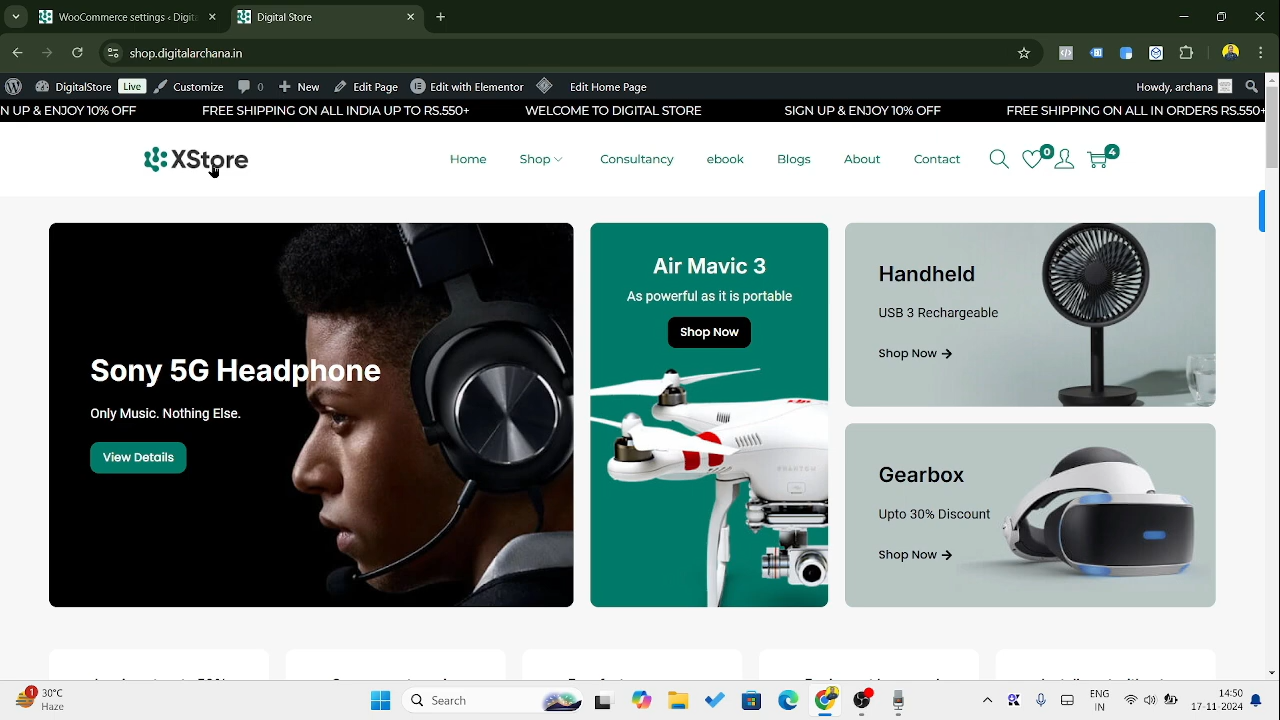 WooCommerce settings ‹ Digita
Digital Store
shop.digitalarchana.in
DigitalStore Live Customize 0 New Edit Page Edit with Elementor Edit Home Page Howdy, archana
N UP & ENJOY 10% OFF FREE SHIPPING ON ALL INDIA UP TO RS.550+ WELCOME TO DIGITAL STORE SIGN UP & ENJOY 10% OFF FREE SHIPPING ON ALL IN ORDERS RS.550+
XStore Home Shop Consultancy ebook Blogs About Contact 0 4
Sony 5G Headphone
Only Music. Nothing Else.
View Details
Air Mavic 3
As powerful as it is portable
Shop Now
PHANTOM
Handheld
USB 3 Rechargeable
Shop Now →
Gearbox
Upto 30% Discount
Shop Now →
1 30°C
Haze
Search
ENG
IN
14:50
17-11-2024